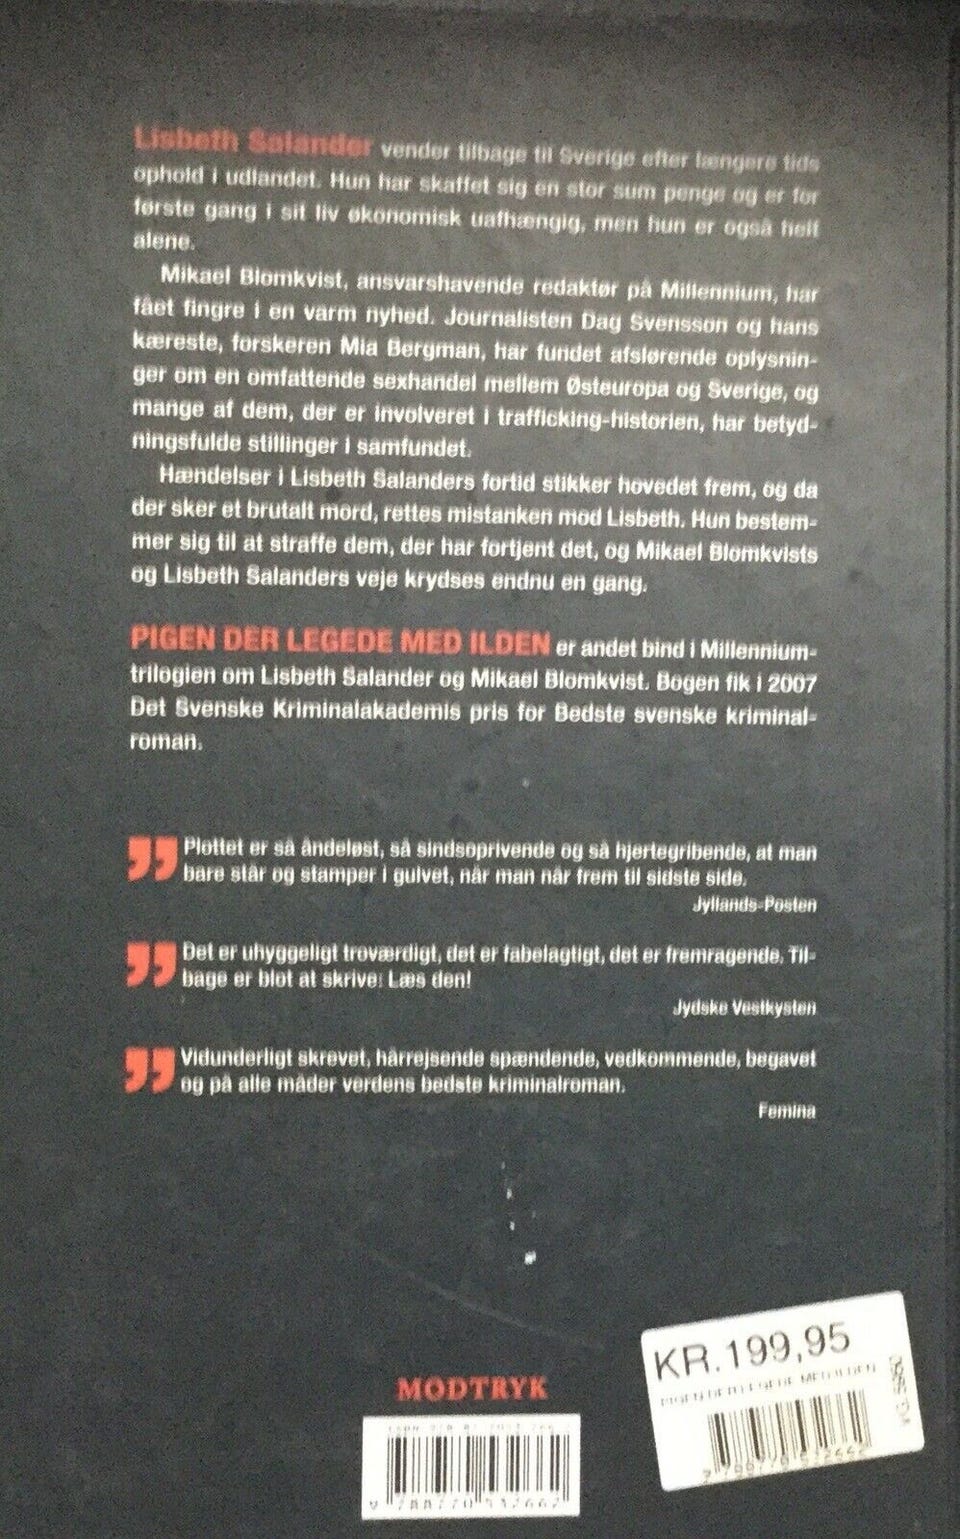 Lisbeth Salander vender tilbage til Sverige efter længere tids
ophold i udlandet. Hun har skaffet sig en stor sum penge og er for
første gang i sit liv økonomisk uafhængig, men hun er også helt
alene.
Mikael Blomkvist, ansvarshavende redaktør på Millennium, har
fået fingre i en varm nyhed. Journalisten Dag Svensson og hans
kæreste, forskeren Mia Bergman, har fundet afslørende oplysnin-
ger om en omfattende sexhandel mellem Østeuropa og Sverige, og
mange af dem, der er involveret i trafficking-historien, har betyd-
ningsfulde stillinger i samfundet.
Hændelser i Lisbeth Salanders fortid stikker hovedet frem, og da
der sker et brutalt mord, rettes mistanken mod Lisbeth. Hun bestem-
mer sig til at straffe dem, der har fortjent det, og Mikael Blomkvists
og Lisbeth Salanders veje krydses endnu en gang.
PIGEN DER LEGEDE MED ILDEN er andet bind i Millennium-
trilogien om Lisbeth Salander og Mikael Blomkvist. Bogen fik i 2007
Det Svenske Kriminalakademis pris for Bedste svenske kriminal-
roman.
" Plottet er så åndeløst, så sindsoprivende og så hjertegribende, at man
bare står og stamper i gulvet, når man når frem til sidste side.
Jyllands-Posten
" Det er uhyggeligt troværdigt, det er fabelagtigt, det er fremragende. Til-
bage er blot at skrive: Læs den!
Jydske Vestkysten
" Vidunderligt skrevet, hårrejsende spændende, vedkommende, begavet
og på alle måder verdens bedste kriminalroman.
Femina
KR.199,95
PIGEN DER LEGEDE MED ILDEN
MODTRYK
9 788770 532662